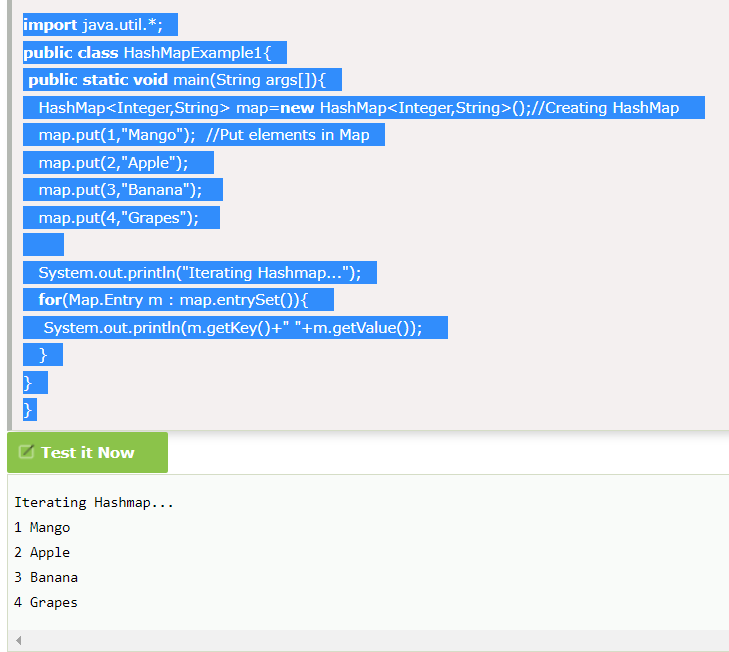 import java.util.*;
public class HashMapExample1{
public static void main(String args[]){
HashMap<Integer,String> map=new HashMap<Integer,String>();//Creating HashMap
map.put(1,"Mango"); //Put elements in Map
map.put(2,"Apple");
map.put(3,"Banana");
map.put(4,"Grapes");
System.out.println("Iterating Hashmap...");
for(Map.Entry m : map.entrySet()){
System.out.println(m.getKey()+" "+m.getValue());
}
}
}
Test it Now
Iterating Hashmap...
1 Mango
2 Apple
3 Banana
4 Grapes